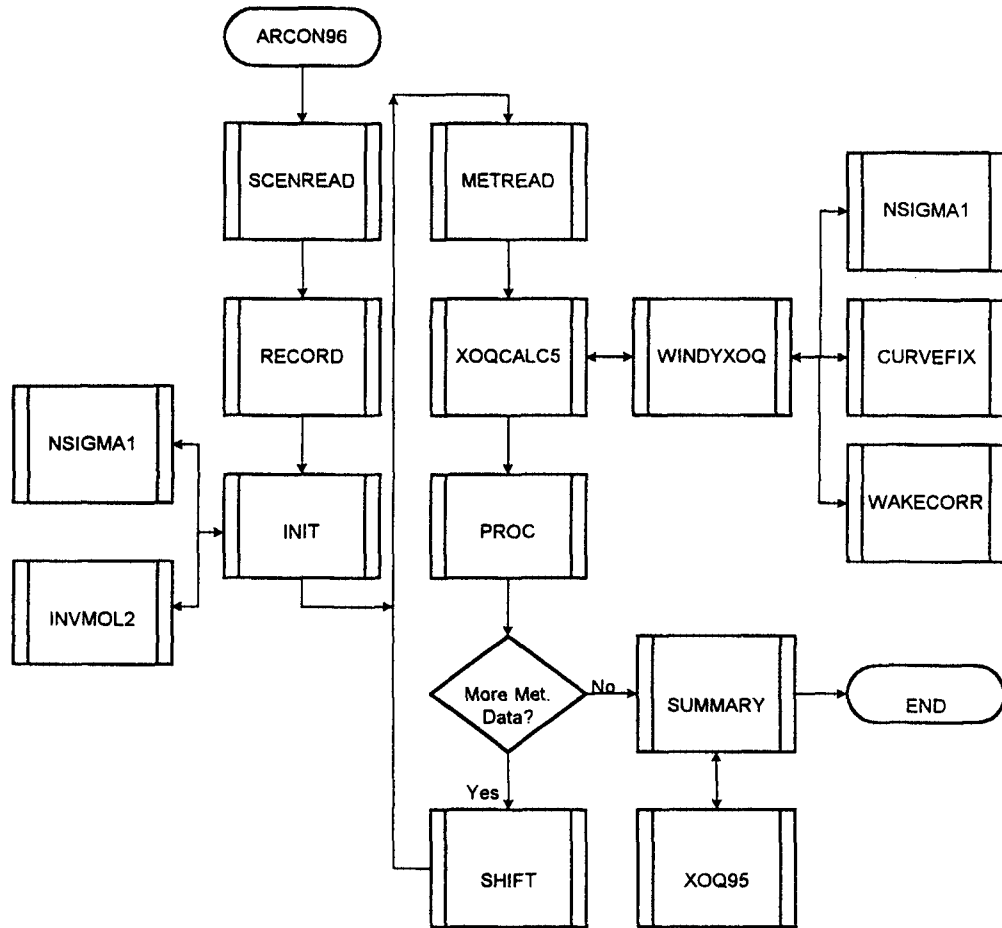 ARCON96
SCENREAD
METREAD
NSIGMA1
RECORD
XOQCALC5
WINDYXOQ
CURVEFIX
NSIGMA1
INIT
PROC
WAKECORR
INVMOL2
More Met.
Data?
No
SUMMARY
END
Yes
SHIFT
XOQ95